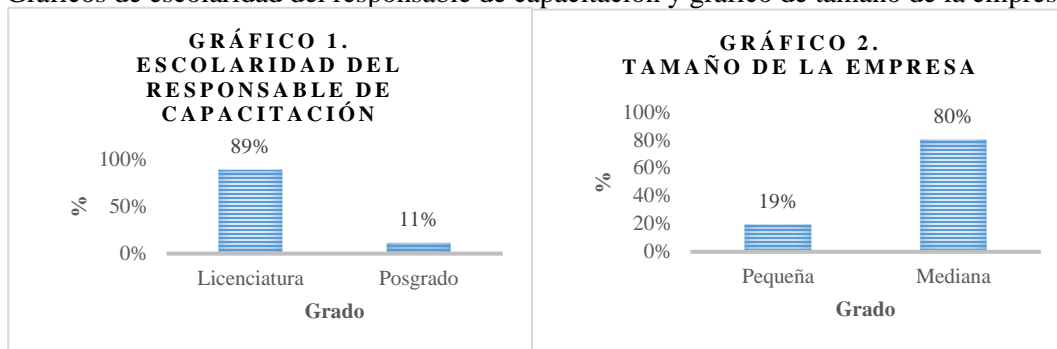 Gráficos de escolaridad del responsable de capacitación y gráfico de tamaño de la empres
GRÁFICO 1.
ESCOLARIDAD DEL
RESPONSABLE DE
CAPACITACIÓN
89%
11%
100%
50%
0%
%
Licenciatura
Posgrado
Grado
GRÁFICO 2.
TAMAÑO DE LA EMPRESA
19%
80%
100%
80%
60%
40%
20%
0%
%
Pequeña
Mediana
Grado